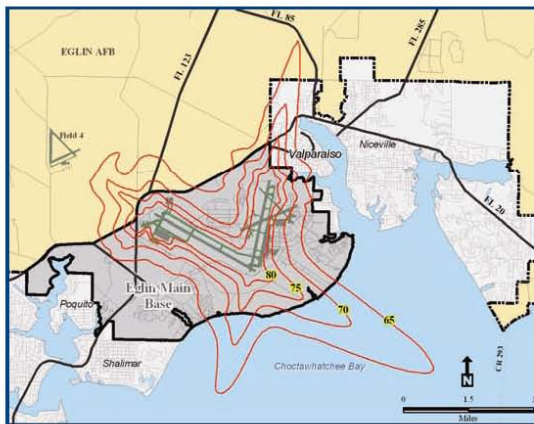 FL 85
FL 285
EGLIN AFB
FL 123
Field 4
Valparaiso
Niceville
FL 20
Eglin Main
Base
80
75
70
65
Poquito
Shalimar
Choctawhatchee Bay
CR 293
N
0
1.5
Miles